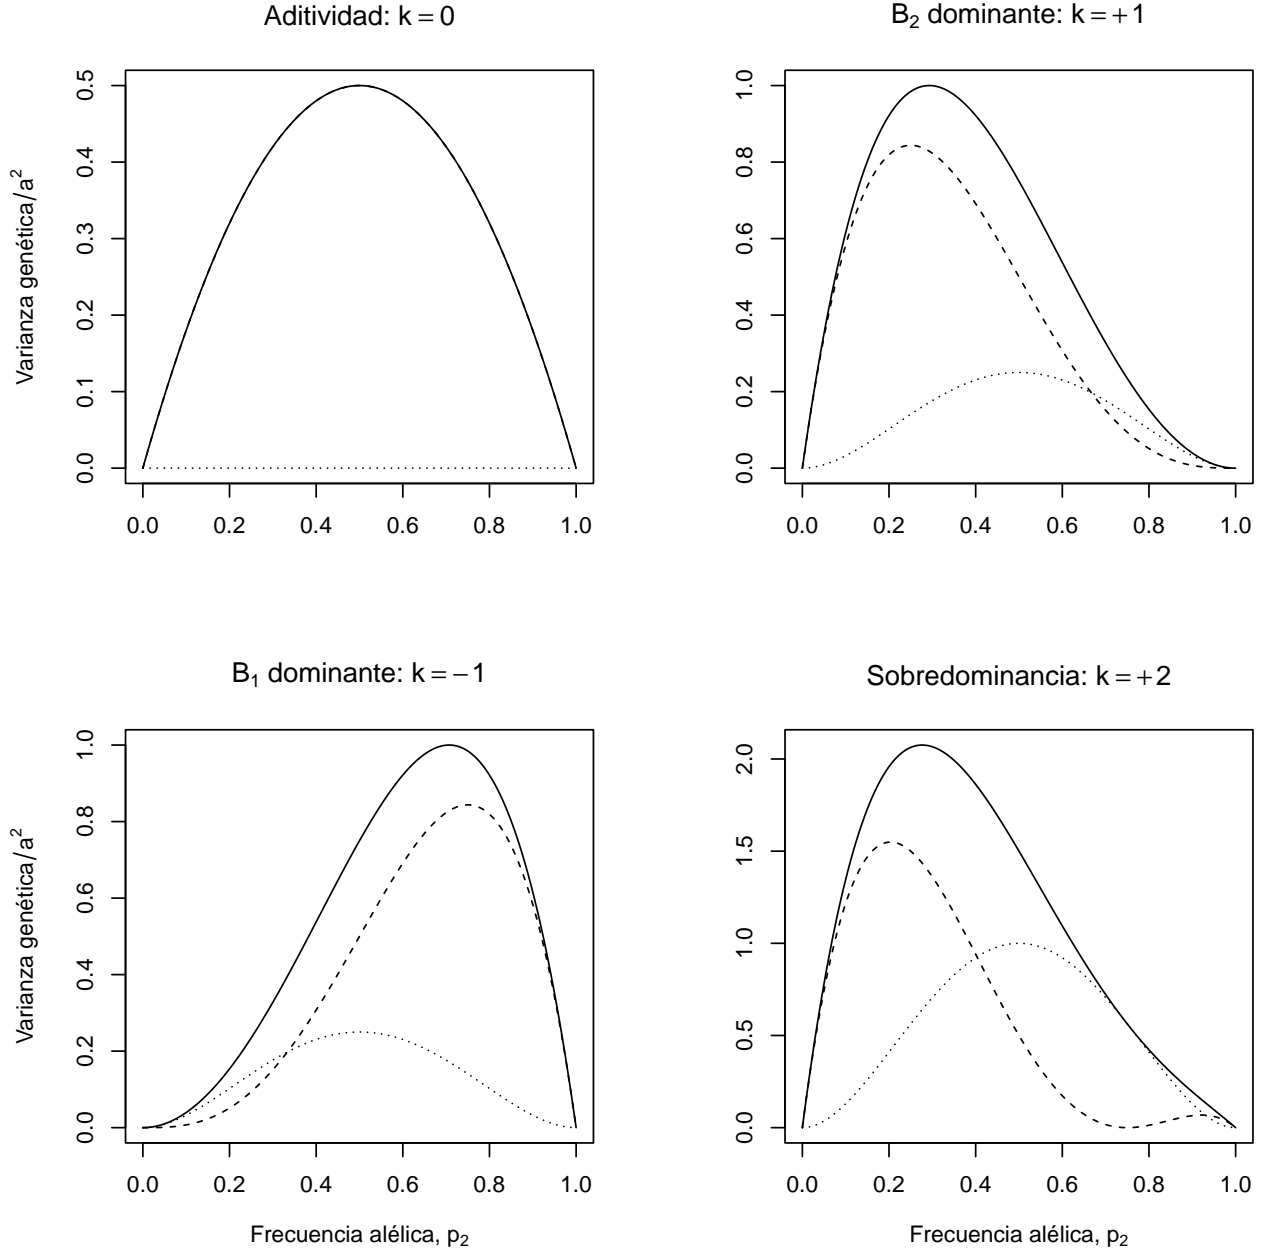 Aditividad: k = 0
B₂ dominante: k = +1
Varianza genética/a²
0.5
0.4
0.3
0.2
0.1
0.0
0.0 0.2 0.4 0.6 0.8 1.0
1.0
0.8
0.6
0.4
0.2
0.0
0.0 0.2 0.4 0.6 0.8 1.0
B₁ dominante: k = −1
Sobredominancia: k = +2
Varianza genética/a²
1.0
0.8
0.6
0.4
0.2
0.0
0.0 0.2 0.4 0.6 0.8 1.0
Frecuencia alélica, p₂
2.0
1.5
1.0
0.5
0.0
0.0 0.2 0.4 0.6 0.8 1.0
Frecuencia alélica, p₂